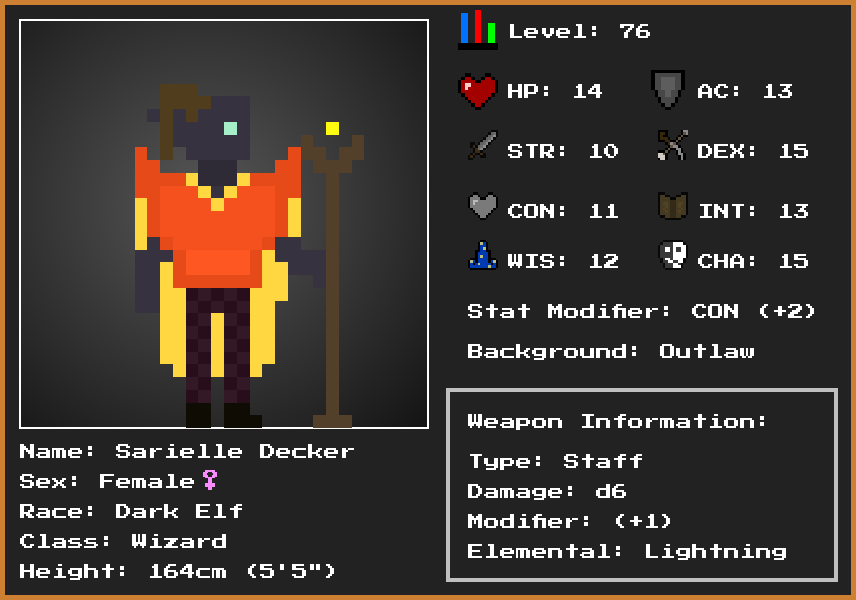 Level: 76
HP: 14 AC: 13
STR: 10 DEX: 15
CON: 11 INT: 13
WIS: 12 CHA: 15
Stat Modifier: CON (+2)
Background: Outlaw
Weapon Information:
Type: Staff
Damage: d6
Modifier: (+1)
Elemental: Lightning
Name: Sarielle Decker
Sex: Female♀
Race: Dark Elf
Class: Wizard
Height: 164cm (5'5")